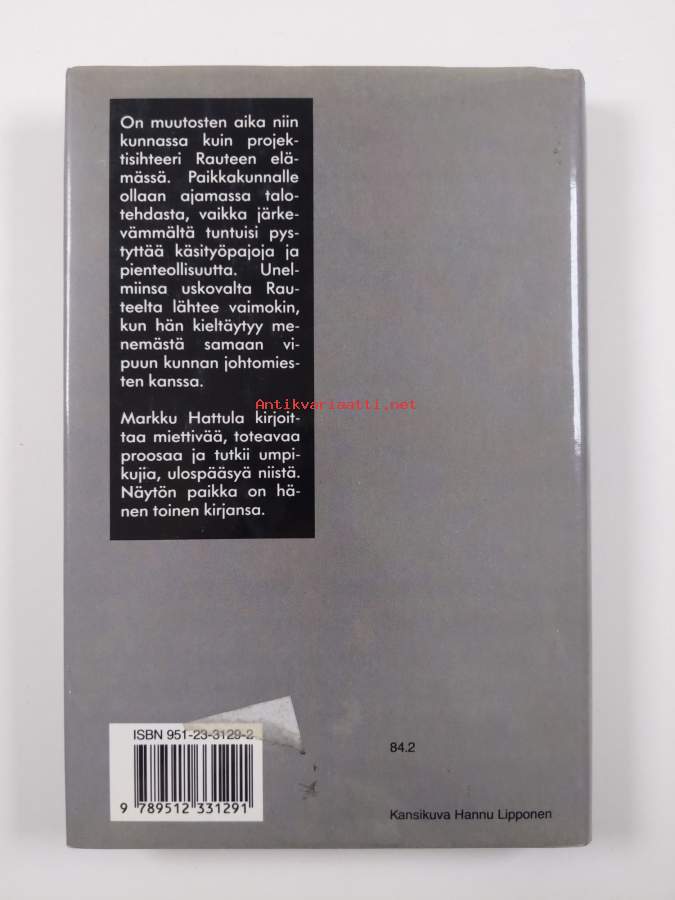 On muutosten aika niin
kunnassa kuin projek-
tisihteeri Rauteen elä-
mässä. Paikkakunnalle
ollaan ajamassa talo-
tehdasta, vaikka järke-
vämmältä tuntuisi pys-
tyttää käsityöpajoja ja
pienteollisuutta. Unel-
miinsa uskovalta Rau-
teelta lähtee vaimokin,
kun hän kieltäytyy me-
nemästä samaan vi-
puun kunnan johtomies-
ten kanssa.
Antikvariaatti.net
Markku Hattula kirjoit-
taa miettivää, toteavaa
proosaa ja tutkii umpi-
kujia, ulospääsyä niistä.
Näytön paikka on hä-
nen toinen kirjansa.
ISBN 951-23-3129-2
9 789512 331291
84.2
Kansikuva Hannu Lipponen